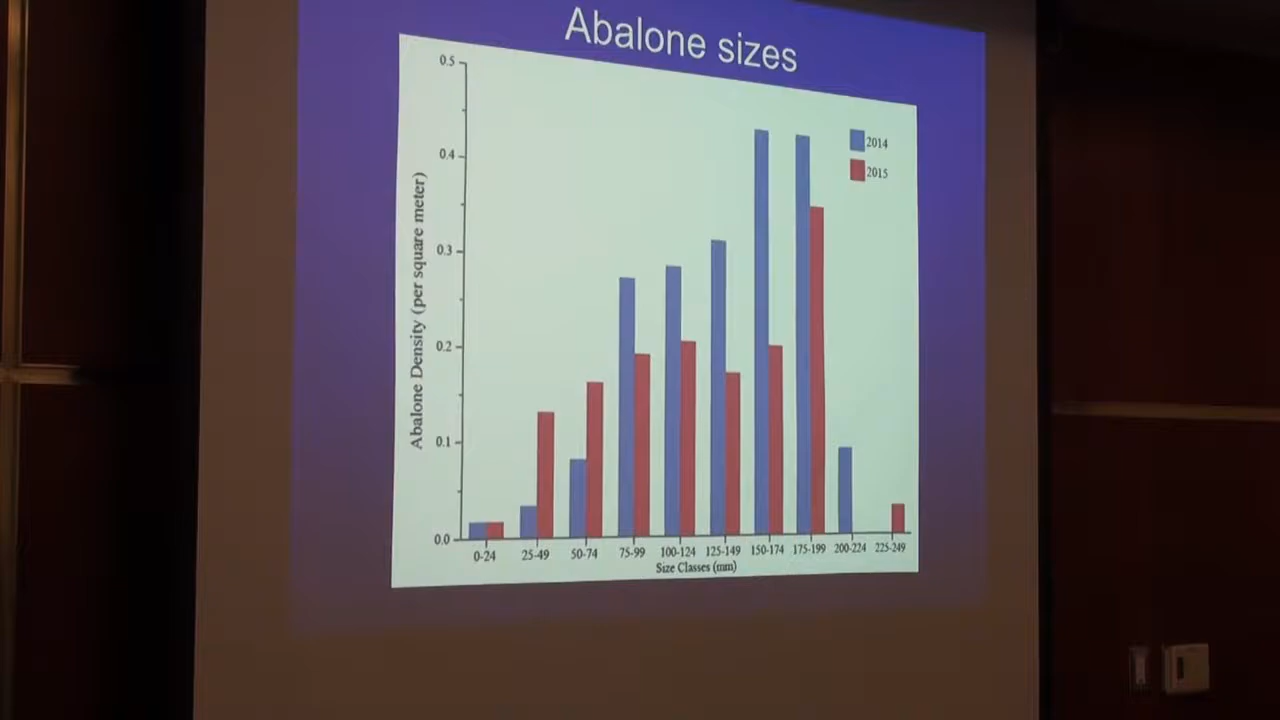 Abalone sizes
0.5
0.4
0.3
0.2
0.1
0.0
Abalone Density (per square meter)
2014
2015
0-24 25-49 50-74 75-99 100-124 125-149 150-174 175-199 200-224 225-249
Size Classes (mm)